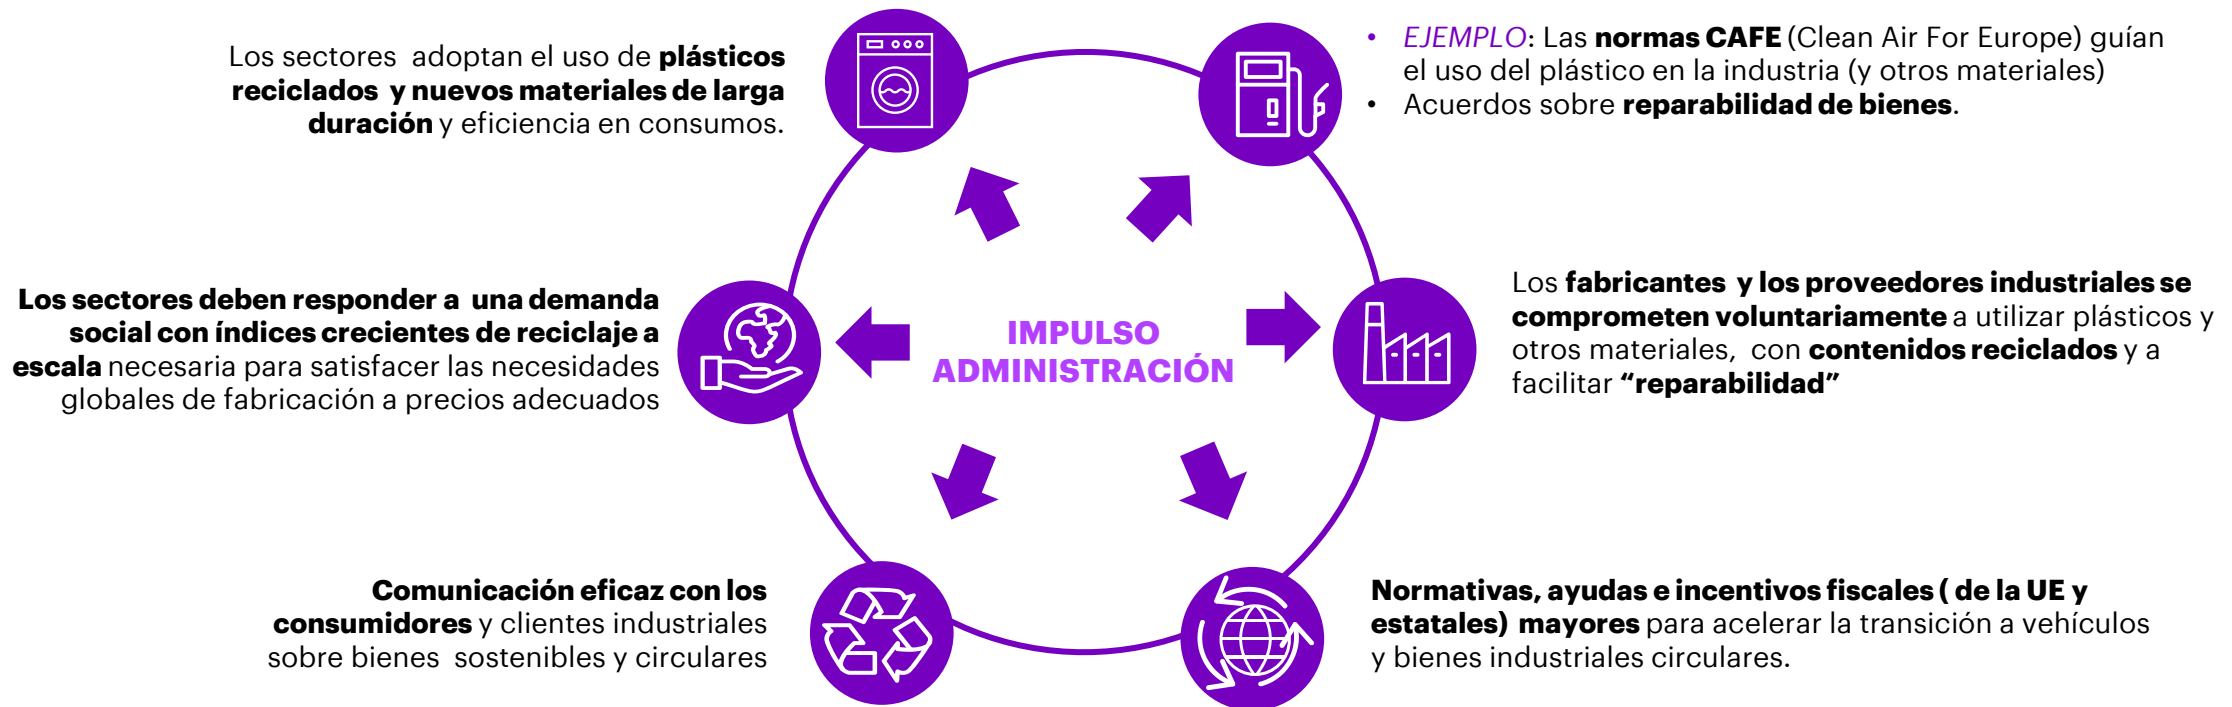 Los sectores adoptan el uso de plásticos
reciclados y nuevos materiales de larga
duración y eficiencia en consumos.
• EJEMPLO: Las normas CAFE (Clean Air For Europe) guían
el uso del plástico en la industria (y otros materiales)
• Acuerdos sobre reparabilidad de bienes.
Los sectores deben responder a una demanda
social con índices crecientes de reciclaje a
escala necesaria para satisfacer las necesidades
globales de fabricación a precios adecuados
IMPULSO
ADMINISTRACIÓN
Los fabricantes y los proveedores industriales se
comprometen voluntariamente a utilizar plásticos y
otros materiales, con contenidos reciclados y a
facilitar “reparabilidad”
Comunicación eficaz con los
consumidores y clientes industriales
sobre bienes sostenibles y circulares
Normativas, ayudas e incentivos fiscales ( de la UE y
estatales) mayores para acelerar la transición a vehículos
y bienes industriales circulares.